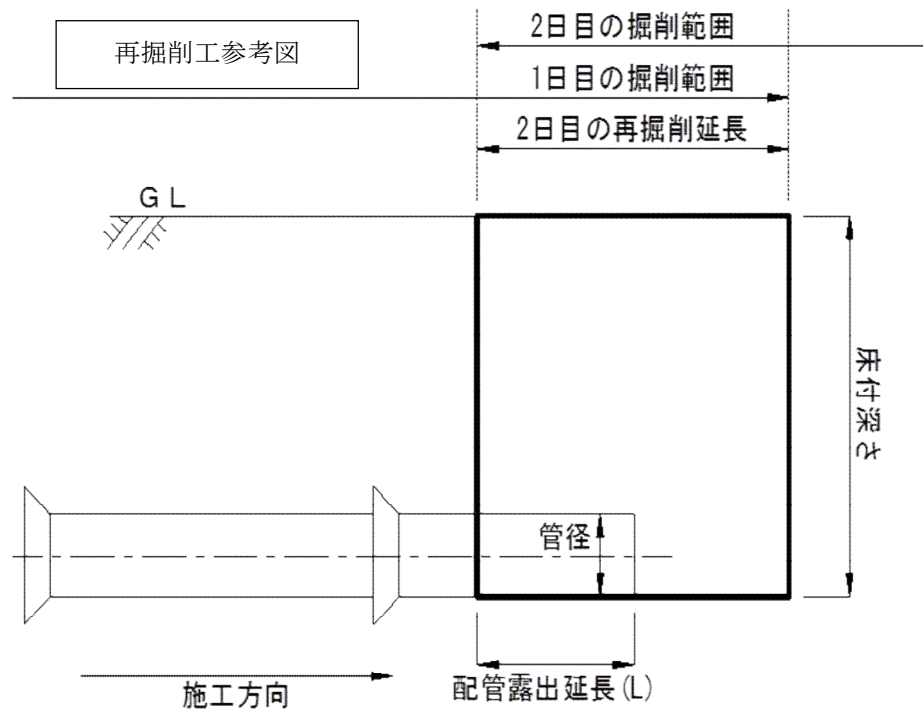 再掘削工参考図
2日目の掘削範囲
1日目の掘削範囲
2日目の再掘削延長
GL
床付深さ
管径
配管露出延長(L)
施工方向